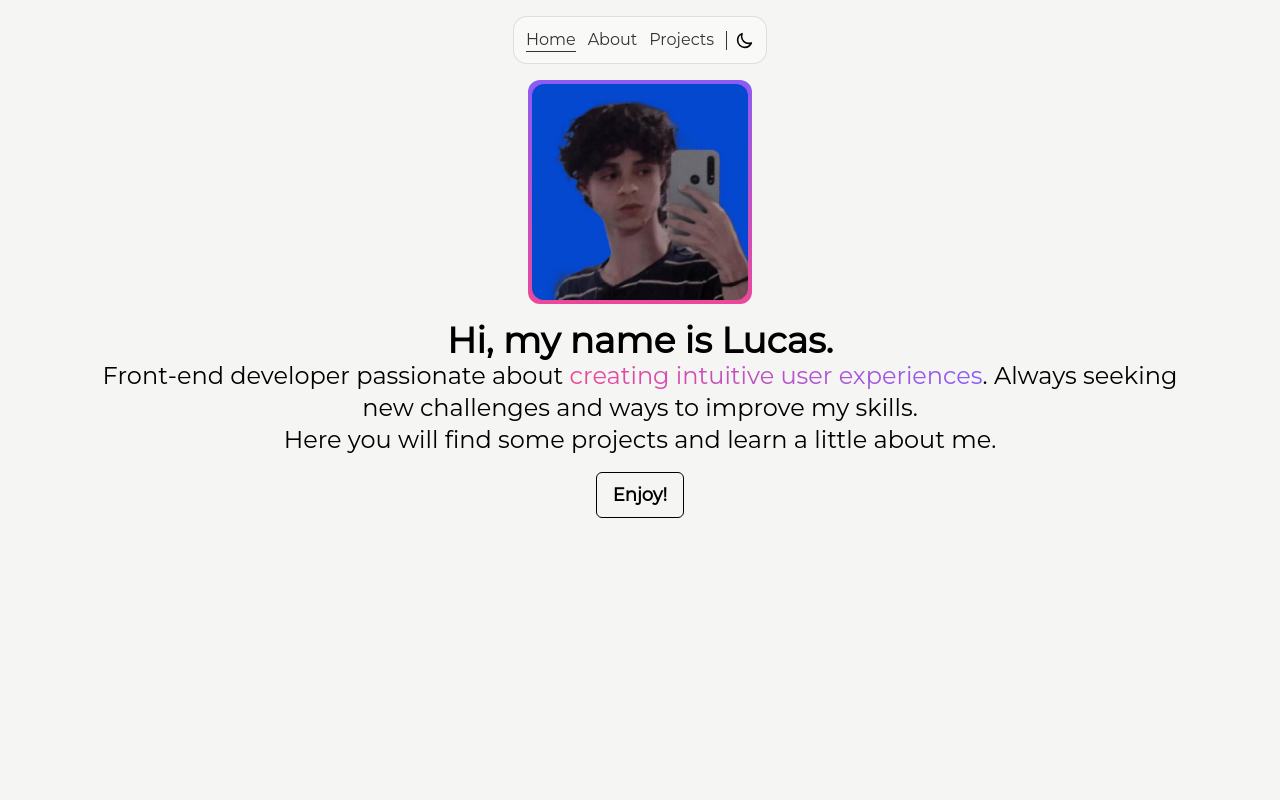 Home About Projects
Hi, my name is Lucas.
Front-end developer passionate about creating intuitive user experiences. Always seeking
new challenges and ways to improve my skills.
Here you will find some projects and learn a little about me.
Enjoy!